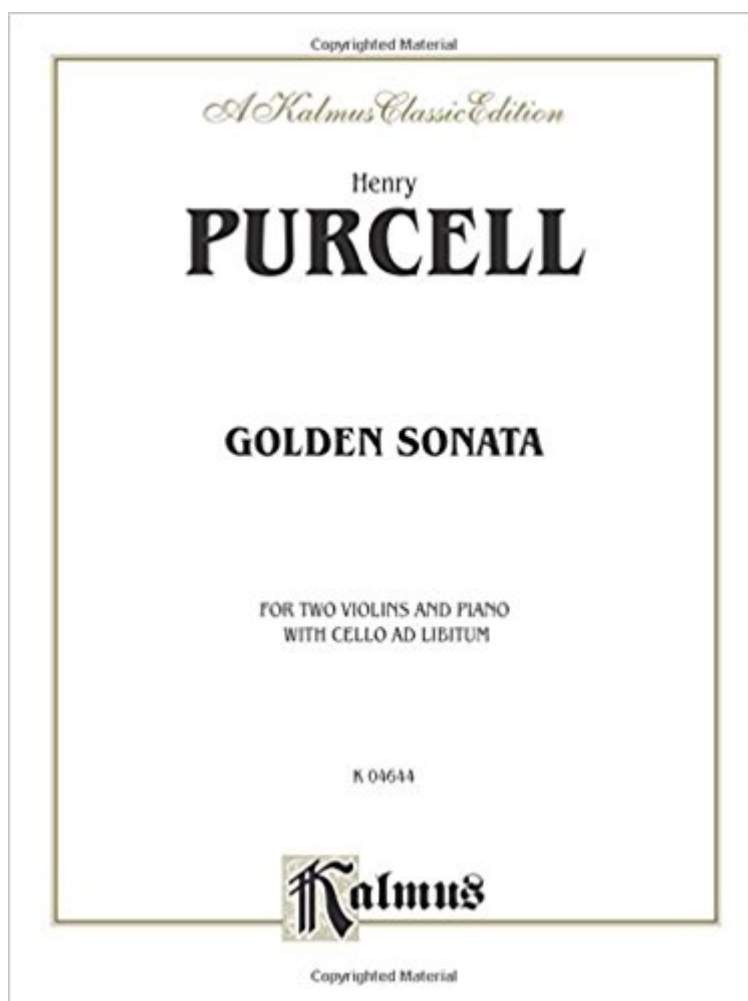 Copyrighted Material
A Kalmus Classic Edition
Henry
PURCELL
GOLDEN SONATA
FOR TWO VIOLINS AND PIANO
WITH CELLO AD LIBITUM
K 04644
Kalmus
Copyrighted Material